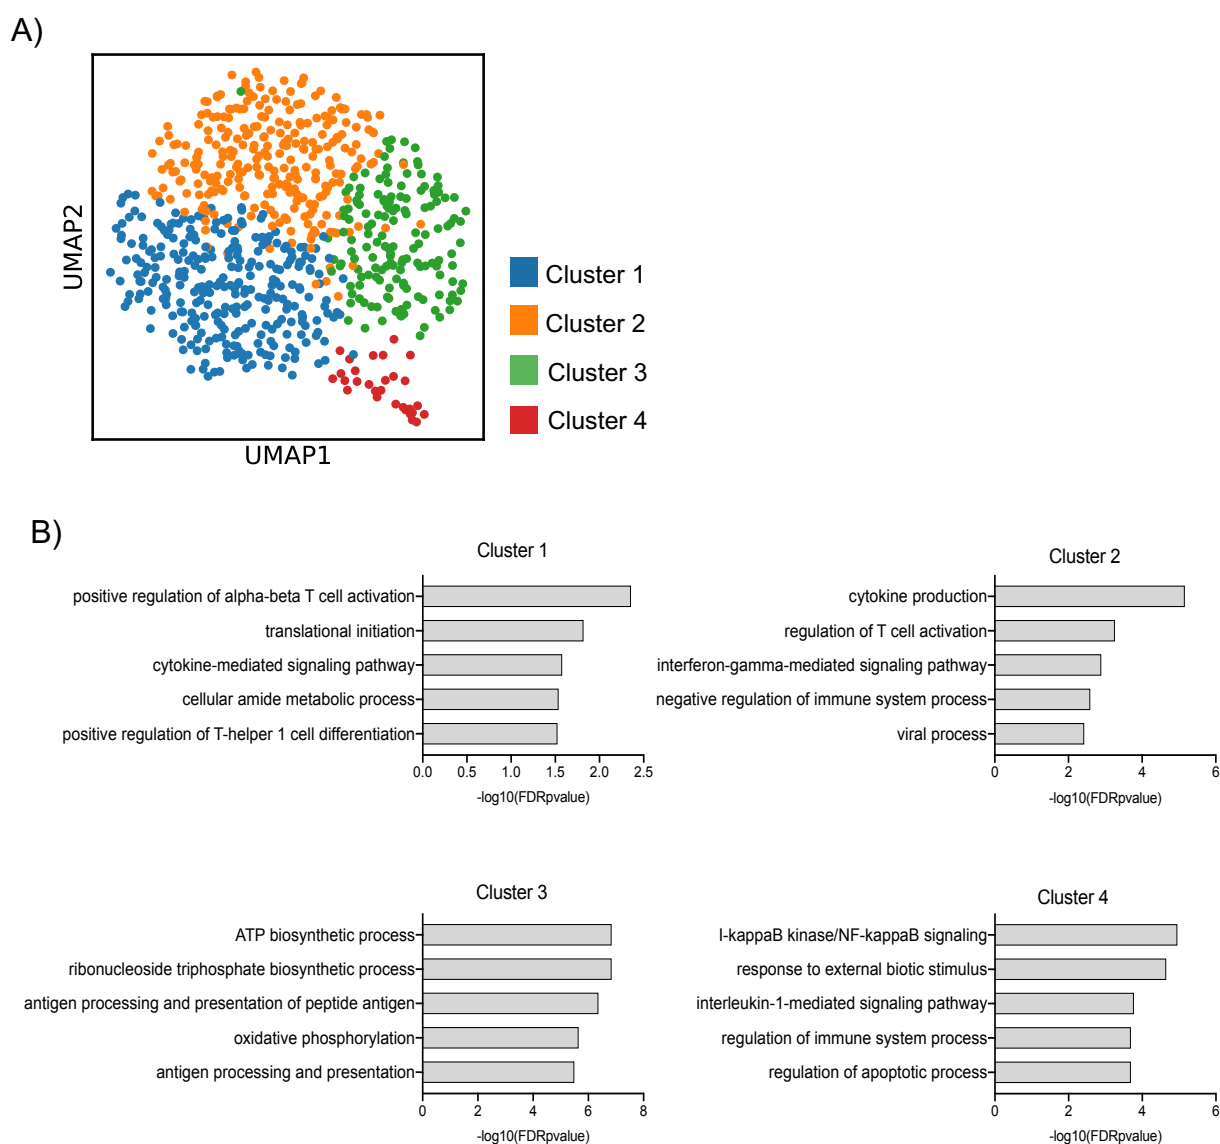 A)
UMAP2
UMAP1
Cluster 1
Cluster 2
Cluster 3
Cluster 4
B)
Cluster 1
positive regulation of alpha-beta T cell activation
translational initiation
cytokine-mediated signaling pathway
cellular amide metabolic process
positive regulation of T-helper 1 cell differentiation
0.0 0.5 1.0 1.5 2.0 2.5
-log10(FDRpvalue)
Cluster 2
cytokine production
regulation of T cell activation
interferon-gamma-mediated signaling pathway
negative regulation of immune system process
viral process
0 2 4 6
-log10(FDRpvalue)
Cluster 3
ATP biosynthetic process
ribonucleoside triphosphate biosynthetic process
antigen processing and presentation of peptide antigen
oxidative phosphorylation
antigen processing and presentation
0 2 4 6 8
-log10(FDRpvalue)
Cluster 4
I-kappaB kinase/NF-kappaB signaling
response to external biotic stimulus
interleukin-1-mediated signaling pathway
regulation of immune system process
regulation of apoptotic process
0 2 4 6
-log10(FDRpvalue)